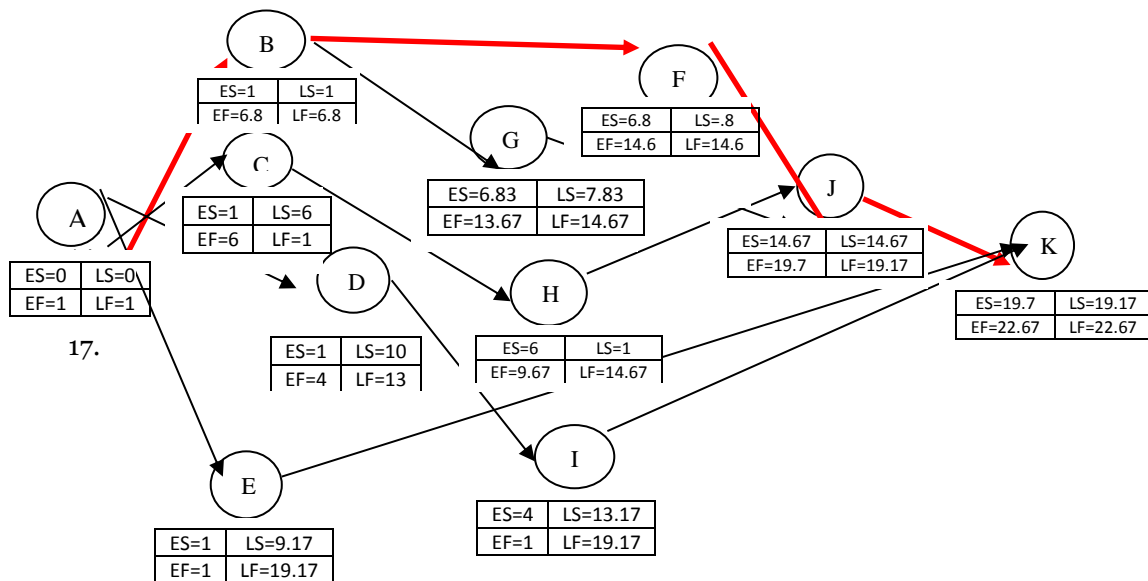 B
ES=1 LS=1
EF=6.8 LF=6.8
F
ES=6.8 LS=.8
EF=14.6 LF=14.6
G
ES=6.83 LS=7.83
EF=13.67 LF=14.67
C
ES=1 LS=6
EF=6 LF=1
A
ES=0 LS=0
EF=1 LF=1
17.
J
ES=14.67 LS=14.67
EF=19.7 LF=19.17
K
ES=19.7 LS=19.17
EF=22.67 LF=22.67
D
ES=1 LS=10
EF=4 LF=13
H
ES=6 LS=1
EF=9.67 LF=14.67
I
ES=4 LS=13.17
EF=1 LF=19.17
E
ES=1 LS=9.17
EF=1 LF=19.17